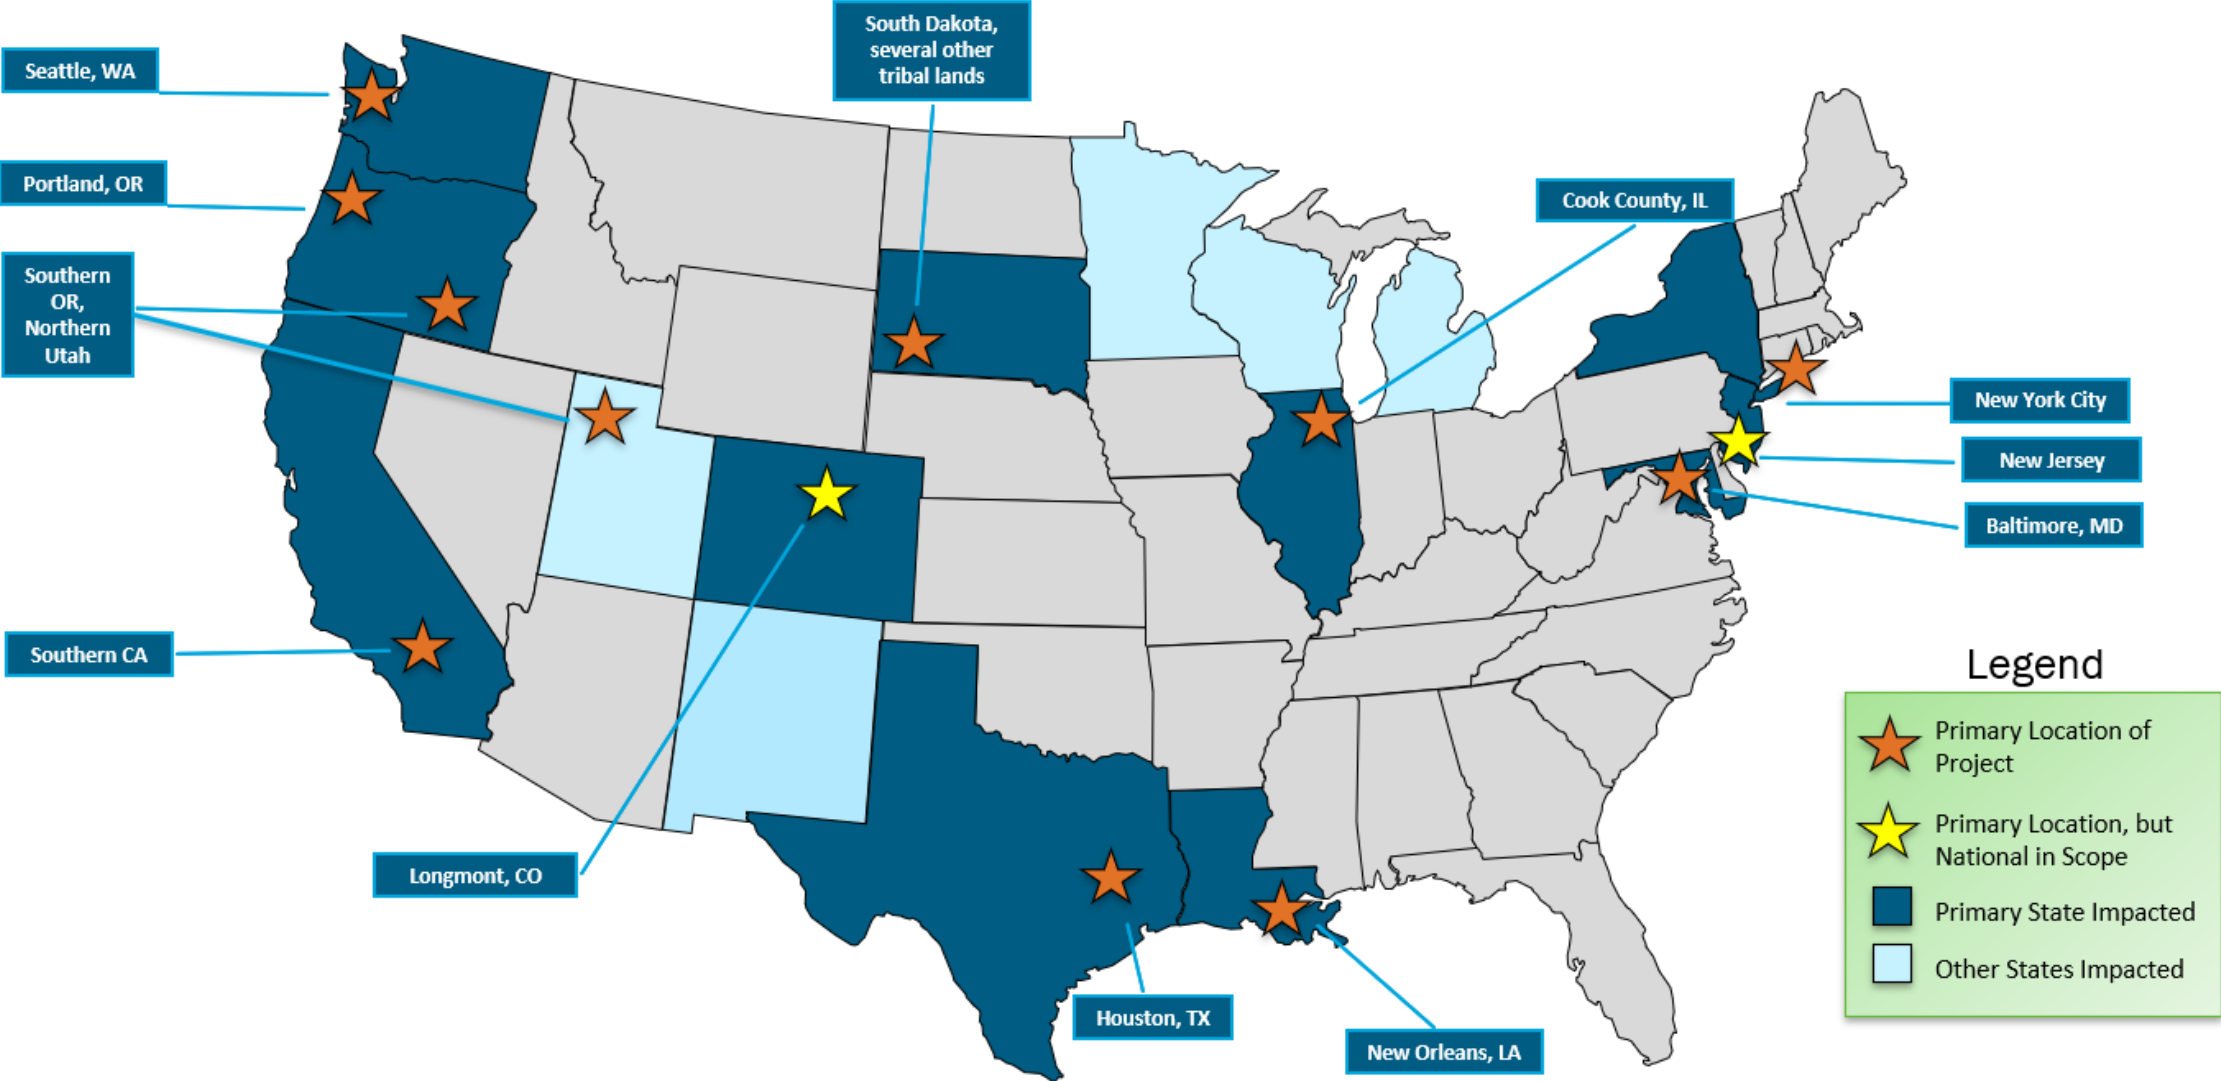 South Dakota,
several other
tribal lands
Seattle, WA
Portland, OR
Cook County, IL
Southern
OR,
Northern
Utah
New York City
New Jersey
Baltimore, MD
Southern CA
Longmont, CO
Houston, TX
New Orleans, LA
Legend
Primary Location of
Project
Primary Location, but
National in Scope
Primary State Impacted
Other States Impacted